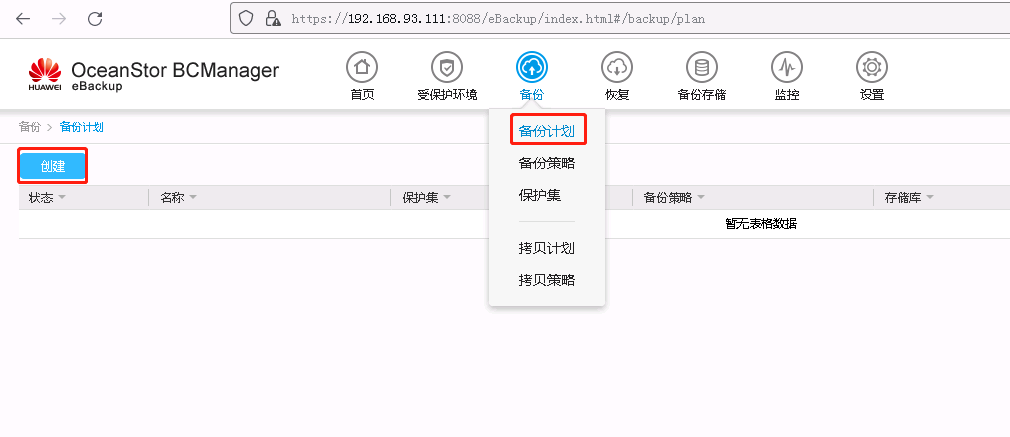 https://192.168.93.111:8088/eBackup/index.html#/backup/plan
HUAWEI
OceanStor BCManager
eBackup
首页 受保护环境 备份 恢复 备份存储 监控 设置
备份 > 备份计划
备份计划
备份策略
保护集
拷贝计划
拷贝策略
创建
状态 名称 保护集 备份策略 存储库
暂无表格数据